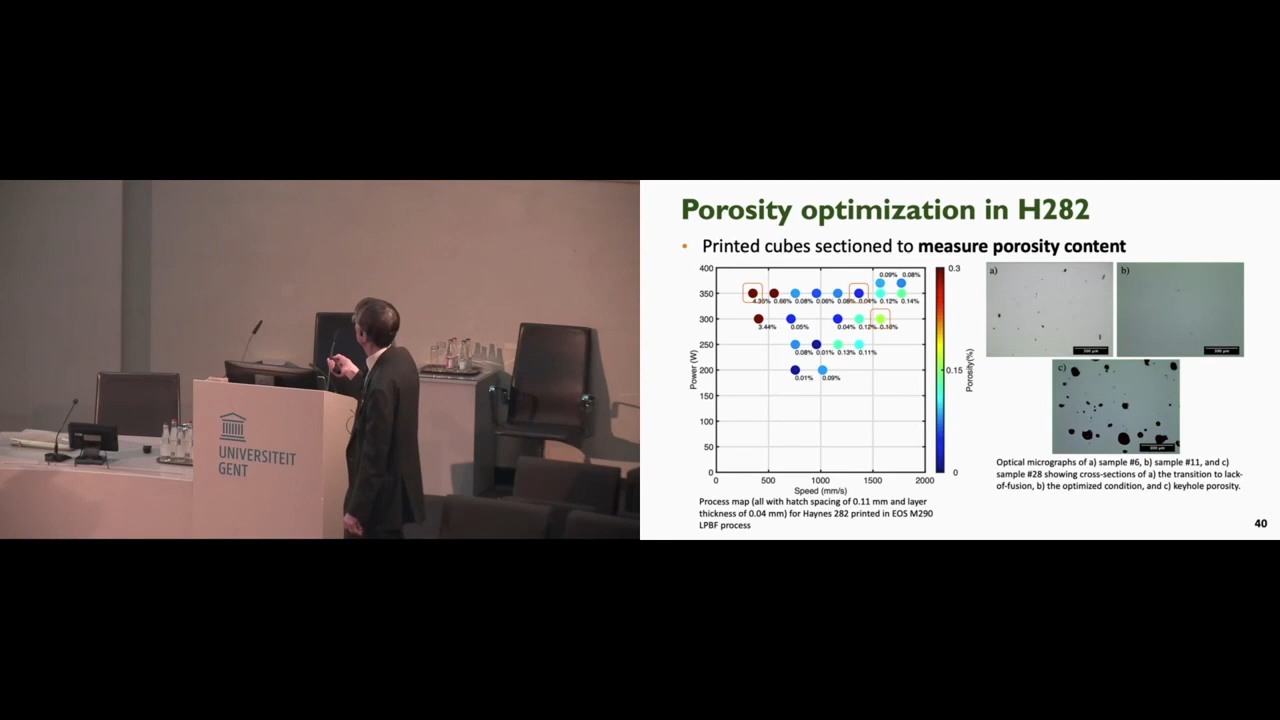 UNIVERSITEIT
GENT
Porosity optimization in H282
• Printed cubes sectioned to measure porosity content
400
350
300
250
200
150
100
50
0
Power (W)
0.09% 0.08%
4.35% 0.66% 0.08% 0.06% 0.08% 0.04% 0.12% 0.14%
3.44% 0.05% 0.04% 0.12% 0.16%
0.08% 0.01% 0.13% 0.11%
0.01% 0.09%
0 500 1000 1500 2000
Speed (mm/s)
0.3
0.15
0
Porosity(%)
Process map (all with hatch spacing of 0.11 mm and layer
thickness of 0.04 mm) for Haynes 282 printed in EOS M290
LPBF process
a)
b)
c)
Optical micrographs of a) sample #6, b) sample #11, and c)
sample #28 showing cross-sections of a) the transition to lack-
of-fusion, b) the optimized condition, and c) keyhole porosity.
40